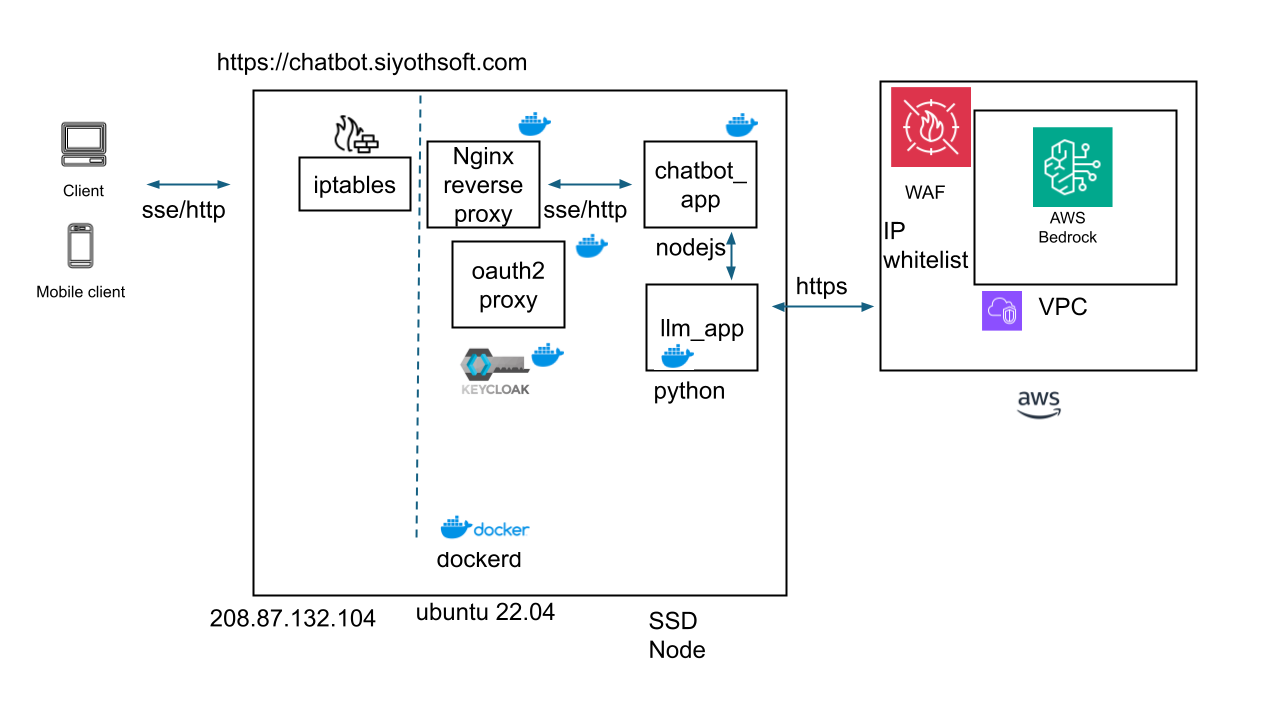 https://chatbot.siyothsoft.com
Client
sse/http
Mobile client
iptables
Nginx
reverse
proxy
sse/http
oauth2
proxy
KEYCLOAK
chatbot_
app
nodejs
llm_app
python
docker
dockerd
208.87.132.104
ubuntu 22.04
SSD
Node
https
WAF
IP
whitelist
AWS
Bedrock
VPC
aws